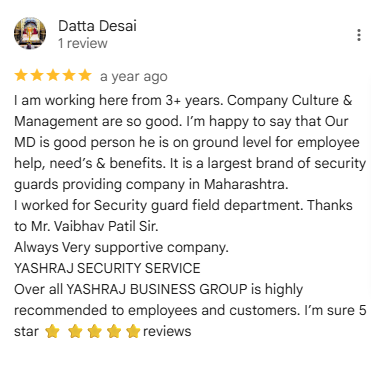 Datta Desai
1 review
a year ago
I am working here from 3+ years. Company Culture &
Management are so good. I'm happy to say that Our
MD is good person he is on ground level for employee
help, need's & benefits. It is a largest brand of security
guards providing company in Maharashtra.
I worked for Security guard field department. Thanks
to Mr. Vaibhav Patil Sir.
Always Very supportive company.
YASHRAJ SECURITY SERVICE
Over all YASHRAJ BUSINESS GROUP is highly
recommended to employees and customers. I'm sure 5
star ⭐ ⭐ ⭐ ⭐ ⭐reviews